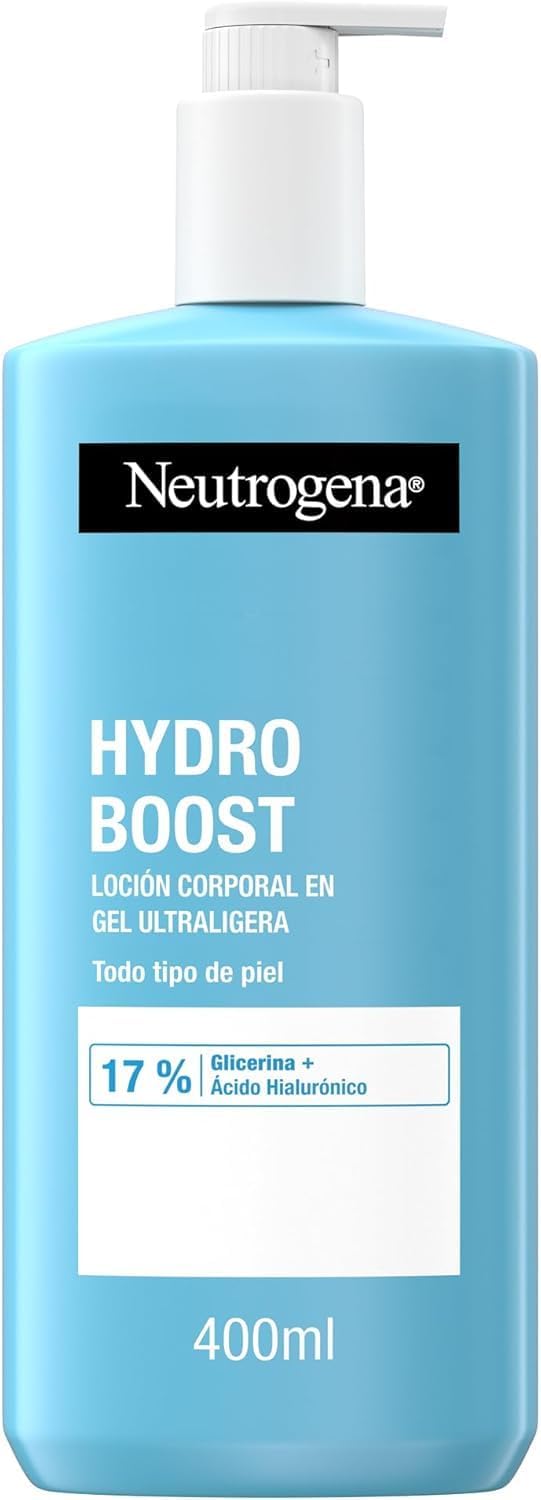 Neutrogena®
HYDRO
BOOST
LOCIÓN CORPORAL EN
GEL ULTRALIGERA
Todo tipo de piel
17 % Glicerina +
Ácido Hialurónico
400ml